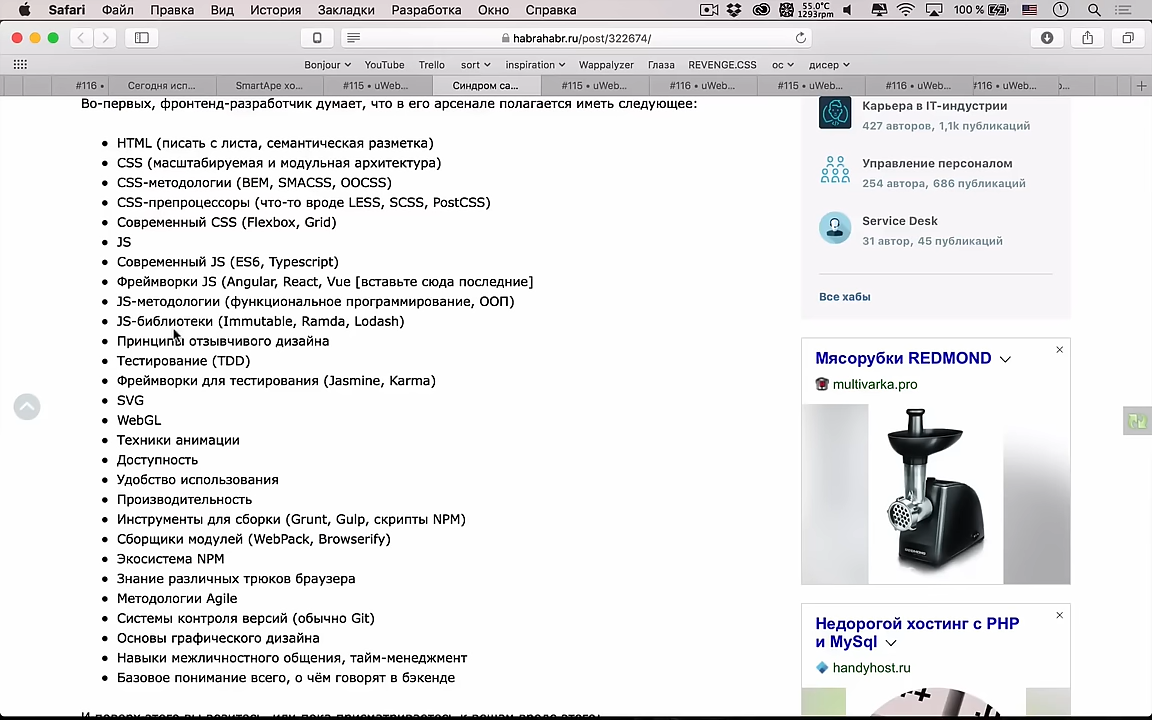 Safari Файл Правка Вид История Закладки Разработка Окно Справка 55.0°C 1293rpm 100 %
habrahabr.ru/post/322674/
Bonjour YouTube Trello sort inspiration Wappalyzer Глаза REVENGE.CSS ос дисер
#116 • Сегодня исп... SmartApe хо... #115 • uWeb... Синдром са... #115 • uWeb... #116 • uWeb... #115 • uWeb... #116 • uWeb... #116 • uWeb...
Во-первых, фронтенд-разработчик думает, что в его арсенале полагается иметь следующее:
• HTML (писать с листа, семантическая разметка)
• CSS (масштабируемая и модульная архитектура)
• CSS-методологии (BEM, SMACSS, OOCSS)
• CSS-препроцессоры (что-то вроде LESS, SCSS, PostCSS)
• Современный CSS (Flexbox, Grid)
• JS
• Современный JS (ES6, Typescript)
• Фреймворки JS (Angular, React, Vue [вставьте сюда последние]
• JS-методологии (функциональное программирование, ООП)
• JS-библиотеки (Immutable, Ramda, Lodash)
• Принципы отзывчивого дизайна
• Тестирование (TDD)
• Фреймворки для тестирования (Jasmine, Karma)
• SVG
• WebGL
• Техники анимации
• Доступность
• Удобство использования
• Производительность
• Инструменты для сборки (Grunt, Gulp, скрипты NPM)
• Сборщики модулей (WebPack, Browserify)
• Экосистема NPM
• Знание различных трюков браузера
• Методологии Agile
• Системы контроля версий (обычно Git)
• Основы графического дизайна
• Навыки межличностного общения, тайм-менеджмент
• Базовое понимание всего, о чём говорят в бэкенде
Карьера в IT-индустрии
427 авторов, 1,1k публикаций
Управление персоналом
254 автора, 686 публикаций
Service Desk
31 автор, 45 публикаций
Все хабы
Мясорубки REDMOND
multivarka.pro
REDMOND
Недорогой хостинг с PHP
и MySql
handyhost.ru